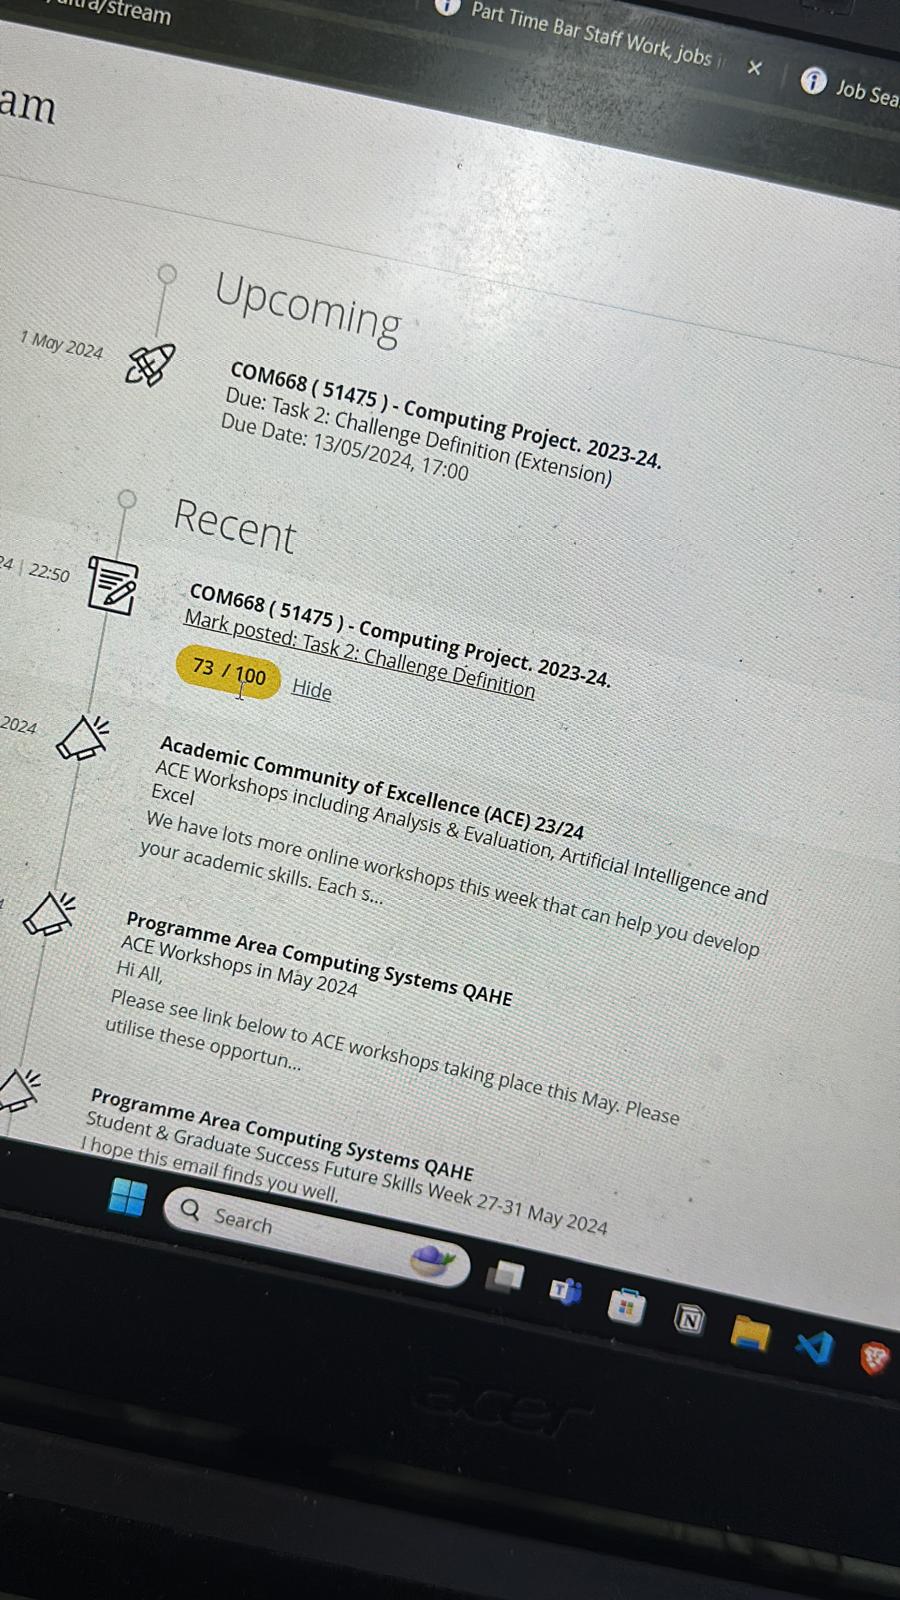 ultra/stream
Part Time Bar Staff Work, jobs i
Job Sea
am
Upcoming
1 May 2024
COM668 ( 51475 ) - Computing Project. 2023-24.
Due: Task 2: Challenge Definition (Extension)
Due Date: 13/05/2024, 17:00
Recent
24 | 22:50
COM668 ( 51475 ) - Computing Project. 2023-24.
Mark posted: Task 2: Challenge Definition
73 / 100
Hide
2024
Academic Community of Excellence (ACE) 23/24
ACE Workshops including Analysis & Evaluation, Artificial Intelligence and
Excel
We have lots more online workshops this week that can help you develop
your academic skills. Each s...
Programme Area Computing Systems QAHE
ACE Workshops in May 2024
Hi All,
Please see link below to ACE workshops taking place this May. Please
utilise these opportun...
Programme Area Computing Systems QAHE
Student & Graduate Success Future Skills Week 27-31 May 2024
I hope this email finds you well.
Search
acer